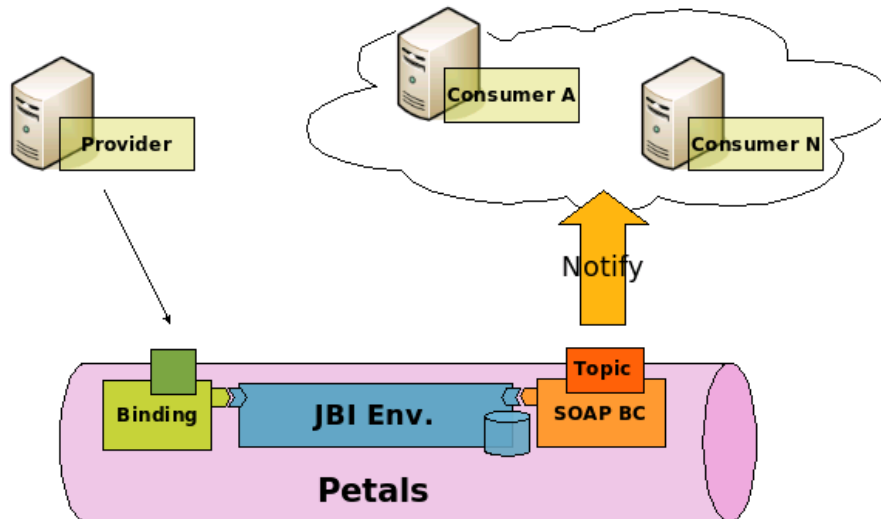 Consumer A
Provider
Consumer N
Notify
Topic
Binding
JBI Env.
SOAP BC
Petals